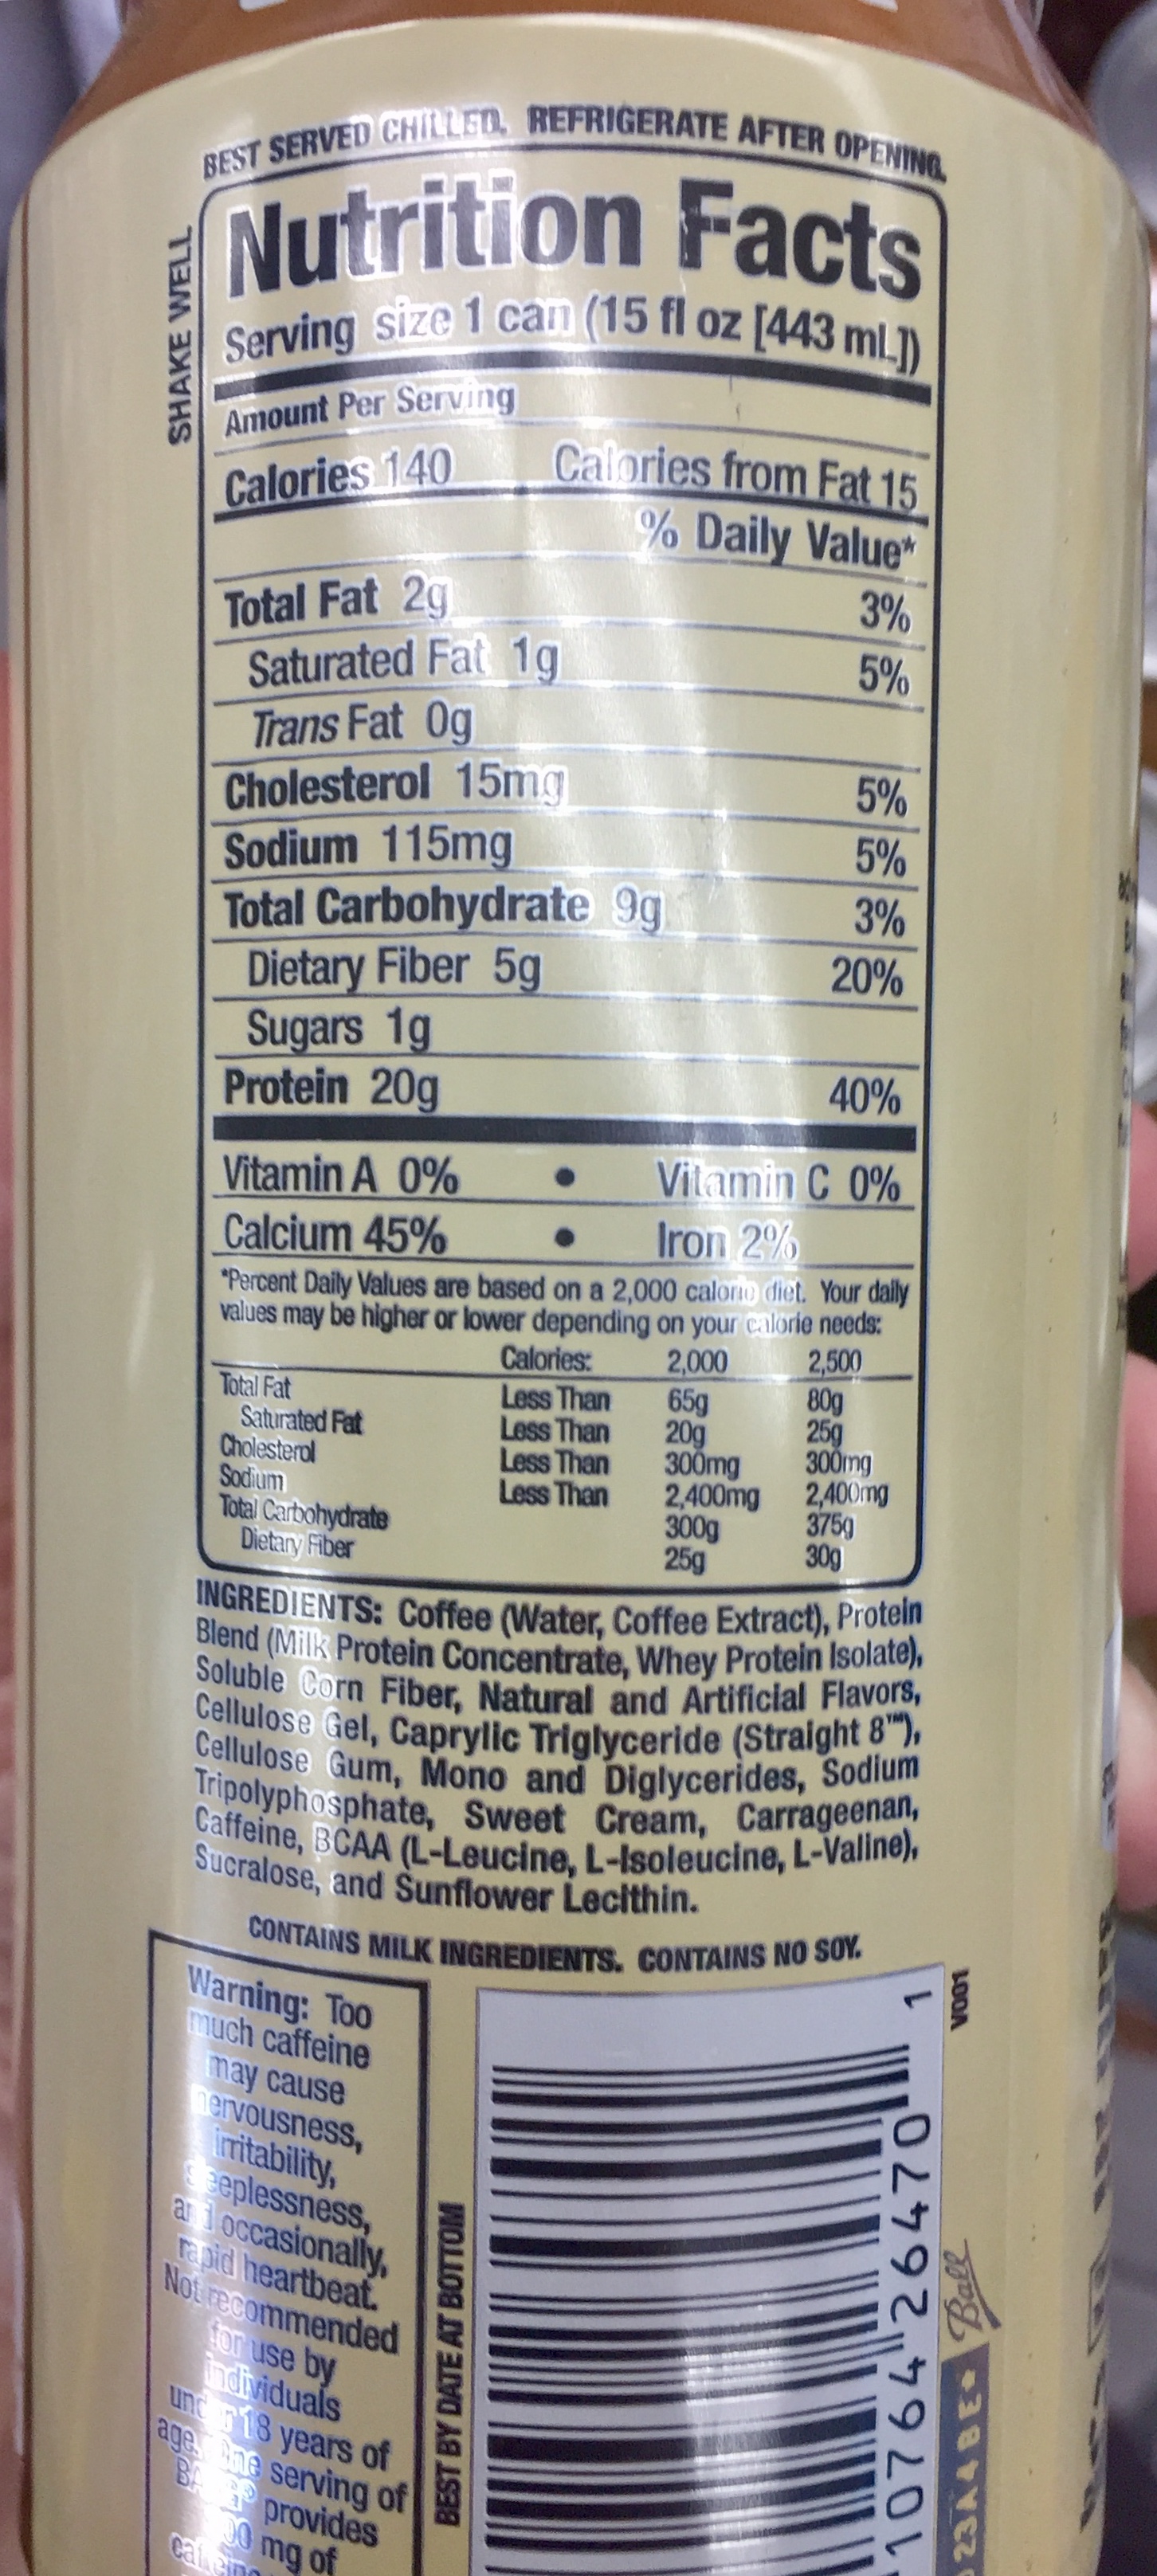 BEST SERVED CHILLED. REFRIGERATE AFTER OPENING.
SHAKE WELL
Nutrition Facts
Serving size 1 can (15 fl oz [443 mL])
Amount Per Serving
Calories 140 Calories from Fat 15
% Daily Value*
Total Fat 2g 3%
Saturated Fat 1g 5%
Trans Fat 0g
Cholesterol 15mg 5%
Sodium 115mg 5%
Total Carbohydrate 9g 3%
Dietary Fiber 5g 20%
Sugars 1g
Protein 20g 40%
Vitamin A 0% • Vitamin C 0%
Calcium 45% • Iron 2%
*Percent Daily Values are based on a 2,000 calorie diet. Your daily
values may be higher or lower depending on your calorie needs:
Calories: 2,000 2,500
Total Fat Less Than 65g 80g
Saturated Fat Less Than 20g 25g
Cholesterol Less Than 300mg 300mg
Sodium Less Than 2,400mg 2,400mg
Total Carbohydrate 300g 375g
Dietary Fiber 25g 30g
INGREDIENTS: Coffee (Water, Coffee Extract), Protein
Blend (Milk Protein Concentrate, Whey Protein Isolate),
Soluble Corn Fiber, Natural and Artificial Flavors,
Cellulose Gel, Caprylic Triglyceride (Straight 8™),
Cellulose Gum, Mono and Diglycerides, Sodium
Tripolyphosphate, Sweet Cream, Carrageenan,
Caffeine, BCAA (L-Leucine, L-Isoleucine, L-Valine),
Sucralose, and Sunflower Lecithin.
CONTAINS MILK INGREDIENTS. CONTAINS NO SOY.
Warning: Too
much caffeine
may cause
nervousness,
irritability,
sleeplessness,
and occasionally,
rapid heartbeat.
Not recommended
for use by
individuals
under 18 years of
age. One serving of
provides
mg of
caffeine
BEST BY DATE AT BOTTOM
10764 26470 1
V001
Ball
23A4BE